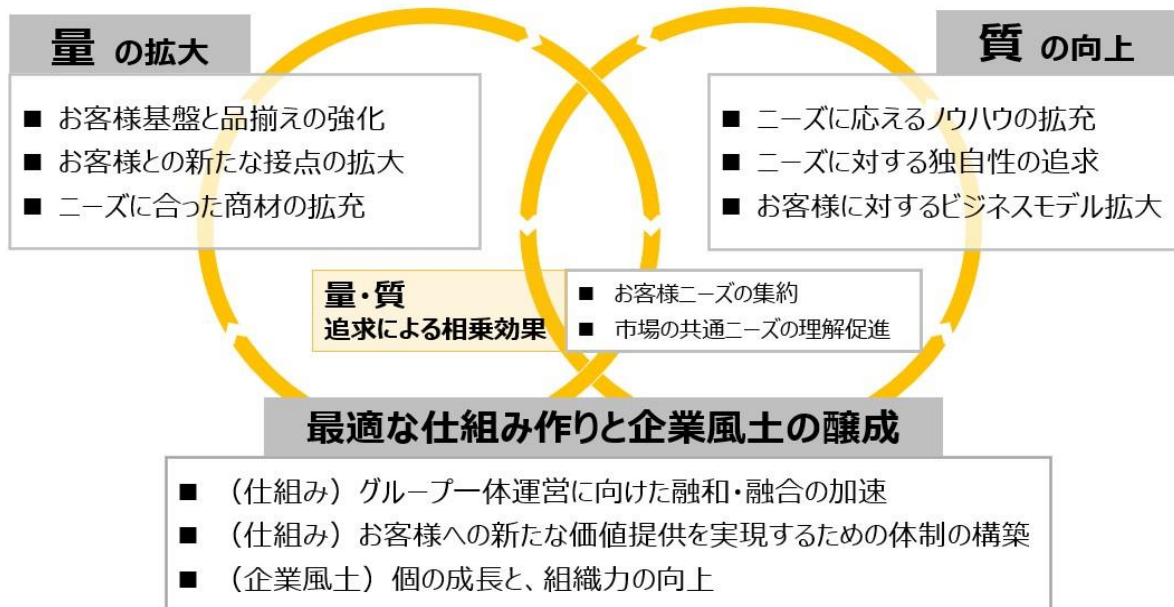 量 の拡大
■ お客様基盤と品揃えの強化
■ お客様との新たな接点の拡大
■ ニーズに合った商材の拡充
質 の向上
■ ニーズに応えるノウハウの拡充
■ ニーズに対する独自性の追求
■ お客様に対するビジネスモデル拡大
量・質
追求による相乗効果
■ お客様ニーズの集約
■ 市場の共通ニーズの理解促進
最適な仕組み作りと企業風土の醸成
■ （仕組み）グループ一体運営に向けた融和・融合の加速
■ （仕組み）お客様への新たな価値提供を実現するための体制の構築
■ （企業風土）個の成長と、組織力の向上